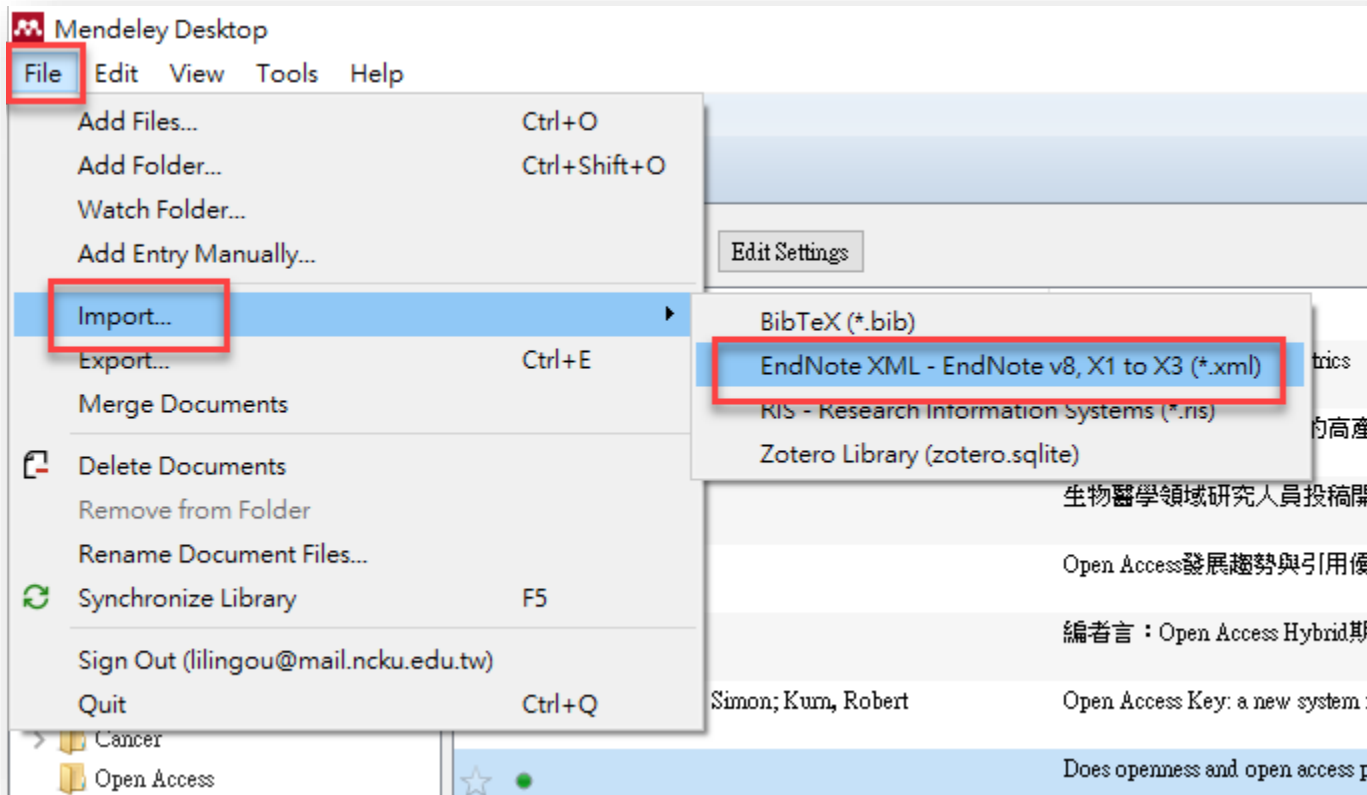 Mendeley Desktop
File Edit View Tools Help
Add Files... Ctrl+O
Add Folder... Ctrl+Shift+O
Watch Folder...
Add Entry Manually...
Edit Settings
Import...
BibTeX (*.bib)
Export... Ctrl+E
EndNote XML - EndNote v8, X1 to X3 (*.xml)
trics
Merge Documents
RIS - Research Information Systems (*.ris)
的高產
Delete Documents
Zotero Library (zotero.sqlite)
生物醫學領域研究人員投稿開
Remove from Folder
Rename Document Files...
Open Access發展趨勢與引用優
Synchronize Library F5
編者言：Open Access Hybrid期
Sign Out (lilingou@mail.ncku.edu.tw)
Quit Ctrl+Q
Simon; Kurn, Robert
Open Access Key: a new system
Cancer
Open Access
Does openness and open access p